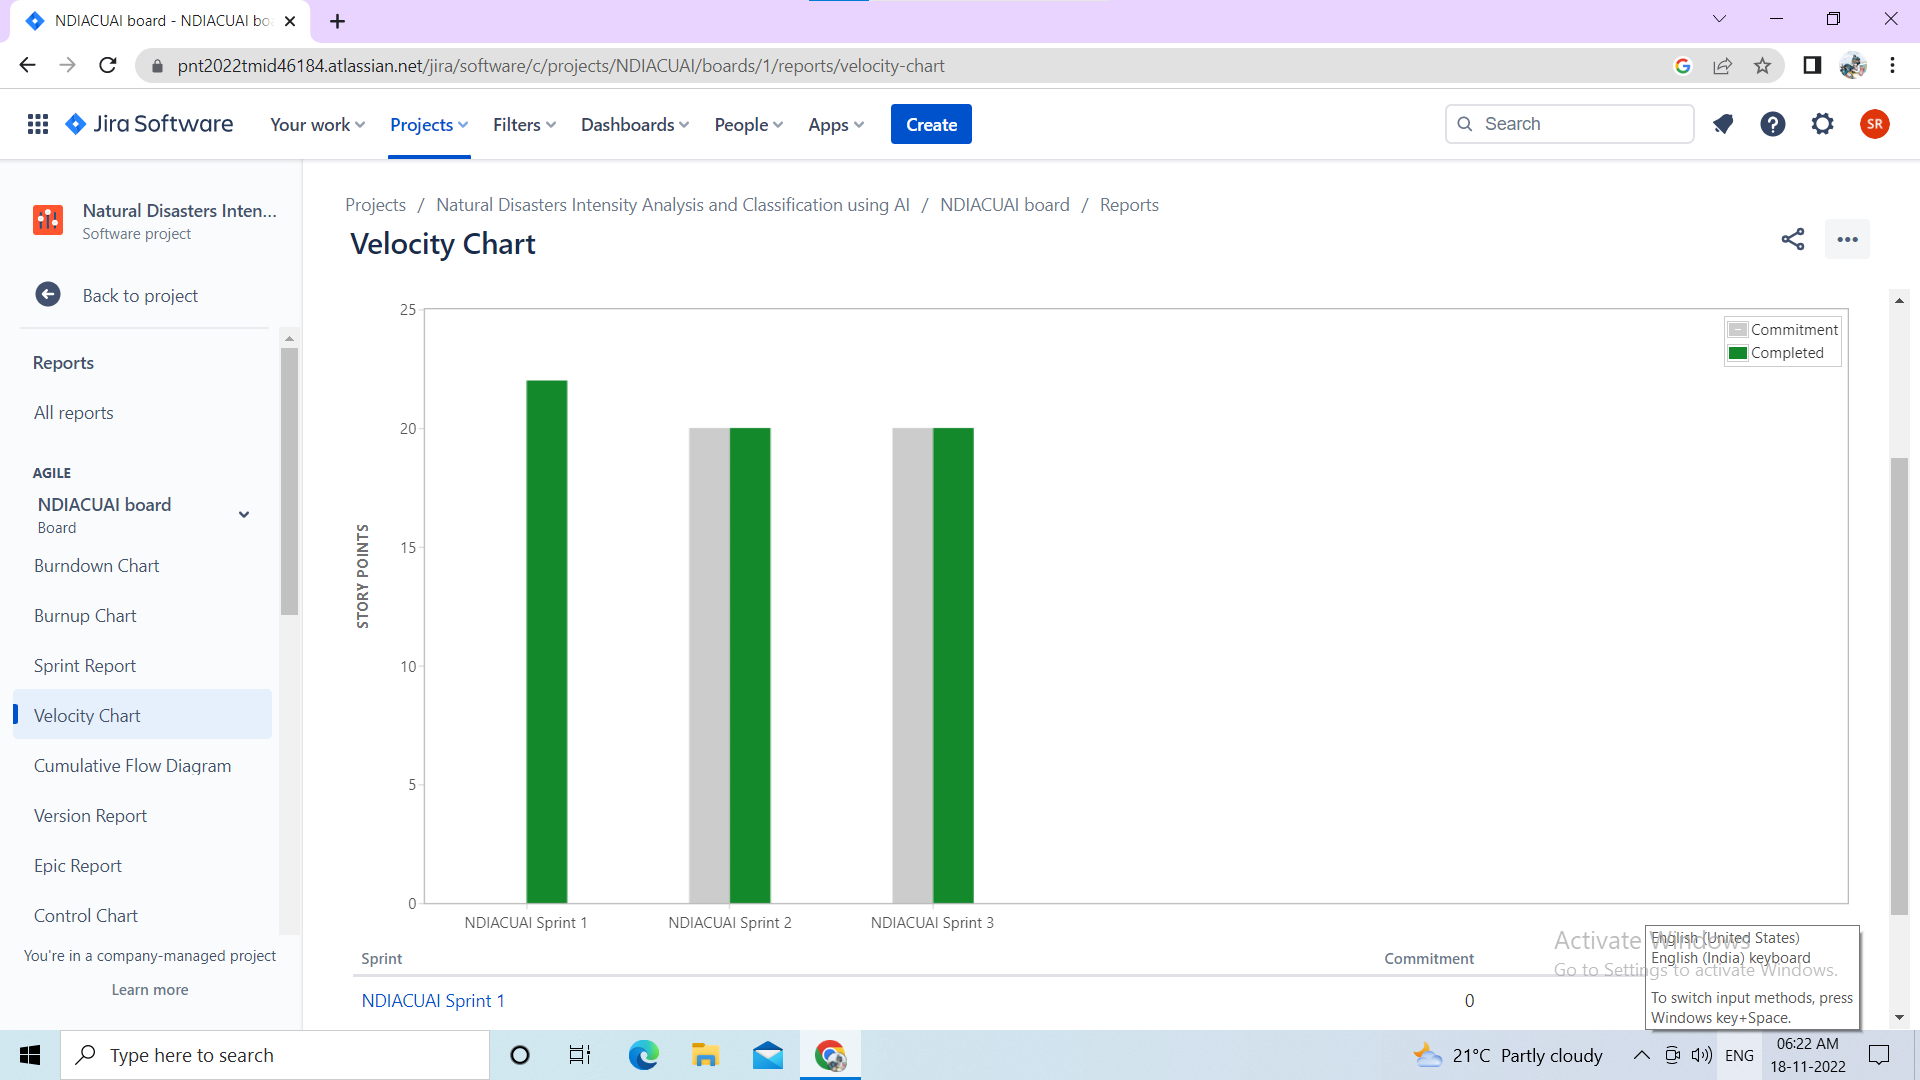 NDIACUAI board - NDIACUAI bo
pnt2022tmid46184.atlassian.net/jira/software/c/projects/NDIACUAI/boards/1/reports/velocity-chart
Jira Software
Your work
Projects
Filters
Dashboards
People
Apps
Create
Search
SR
Natural Disasters Inten...
Software project
Back to project
Reports
All reports
AGILE
NDIACUAI board
Board
Burndown Chart
Burnup Chart
Sprint Report
Velocity Chart
Cumulative Flow Diagram
Version Report
Epic Report
Control Chart
You're in a company-managed project
Learn more
Projects / Natural Disasters Intensity Analysis and Classification using AI / NDIACUAI board / Reports
Velocity Chart
Commitment
Completed
STORY POINTS
25
20
15
10
5
0
NDIACUAI Sprint 1
NDIACUAI Sprint 2
NDIACUAI Sprint 3
Sprint
Commitment
NDIACUAI Sprint 1
0
Activate Windows
Go to Settings to activate Windows.
English (United States)
English (India) keyboard
To switch input methods, press
Windows key+Space.
Type here to search
21°C Partly cloudy
ENG
06:22 AM
18-11-2022